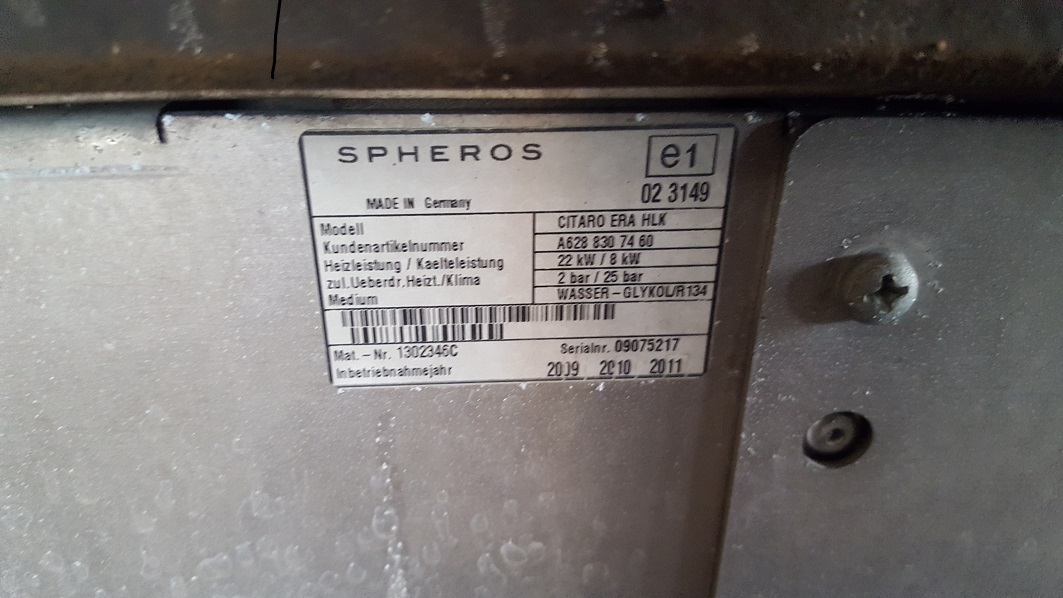 SPHEROS
e1
02 3149
MADE IN Germany
Modell CITARO ERA HLK
Kundenartikelnummer A628 830 74 60
Heizleistung / Kaelteleistung 22 kW / 8 kW
zul.Ueberdr.Heizt./Klima 2 bar / 25 bar
Medium WASSER-GLYKOL/R134
Mat.-Nr. 1302346C Serialnr. 09075217
Inbetriebnahmejahr 2009 2010 2011